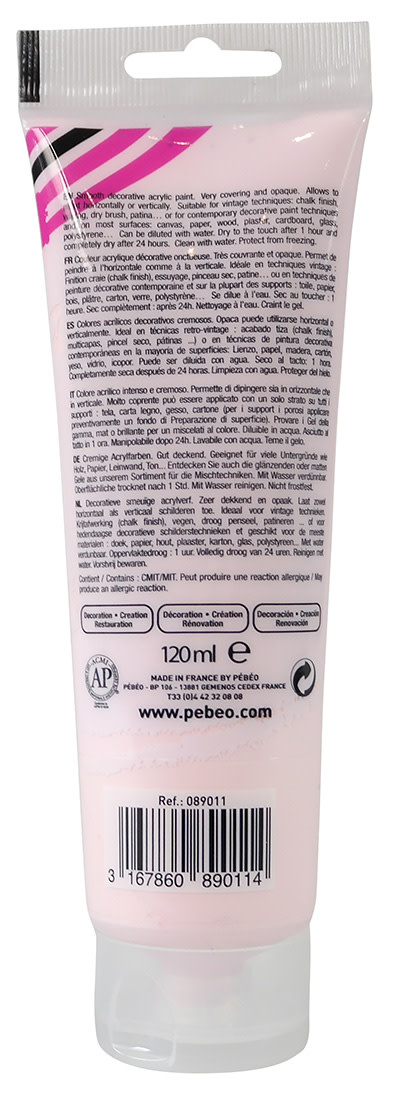 Smooth decorative acrylic paint. Very covering and opaque. Allows to
horizontally or vertically. Suitable for vintage techniques: chalk finish,
dry brush, patina... or for contemporary decorative paint techniques
on most surfaces: canvas, paper, wood, plaster, cardboard, glass,
polystyrene... Can be diluted with water. Dry to the touch after 1 hour and
completely dry after 24 hours. Clean with water. Protect from freezing.
FR Couleur acrylique décorative onctueuse. Très couvrante et opaque. Permet de
peindre à l'horizontale comme à la verticale. Idéale en techniques vintage :
Finition craie (chalk finish), essuyage, pinceau sec, patine... ou en techniques de
peinture décorative contemporaine et sur la plupart des supports : toile, papier,
bois, plâtre, carton, verre, polystyrène... Se dilue à l'eau. Sec au toucher : 1
heure. Sec complètement : après 24h. Nettoyage à l'eau. Craint le gel.
ES Colores acrílicos decorativos cremosos. Opaca puede utilizarse horizontal o
verticalmente. Ideal en técnicas retro-vintage : acabado tiza (chalk finish),
multicapas, pincel seco, pátinas ...) o en técnicas de pintura decorativa
contemporáneas en la mayoría de superficies: Lienzo, papel, madera, cartón,
yeso, vidrio, icopor. Puede ser diluida con agua. Seco al tacto: 1 hora.
Completamente seca después de 24 horas. Limpieza con agua. Proteger del hielo.
IT Colore acrilico intenso e cremoso. Permette di dipingere sia in orizzontale che
in verticale. Molto coprente può essere applicato con un solo strato su tutti i
supporti : tela, carta legno, gesso, cartone (per i support i porosi applicare
preventivamente un fondo di Preparazione di superficie). Provare i Gel della
gamma, mat o brillante per un miscelati al colore. Diluibile in acqua. Asciutto al
tatto in 1 ora. Manipolabile dopo 24h. Lavabile con acqua. Teme il gelo.
DE Cremige Acrylfarben. Gut deckend. Geeignet für viele Untergründe wie
Holz, Papier, Leinwand, Ton... Entdecken Sie auch die glänzenden oder matten
Gele aus unserem Sortiment für die Mischtechniken. Mit Wasser verdünnbar.
Oberflächliche trocknet nach 1 Std. Mit Wasser reinigen. Nicht frostfest.
NL Decoratieve smeuïge acrylverf. Zeer dekkend en opaak. Laat zowel
horizontaal als verticaal schilderen toe. Ideaal voor vintage technieken:
Krijtafwerking (chalk finish), vegen, droog penseel, patineren ... of voor
hedendaagse decoratieve schilderstechnieken en geschikt voor de meeste
materialen : doek, papier, hout, plaaster, karton, glas, polystyreen... Met water
verdunbaar. Oppervlaktedroog : 1 uur. Volledig droog van 24 uren. Reinigen met
water. Vorstvrij bewaren.
Contient / Contains : CMIT/MIT. Peut produire une réaction allergique / May
produce an allergic reaction.
Decoration • Creation Décoration • Création Decoración • Creación
Restauration Rénovation Renovación
120ml e
ACMI
AP
MADE IN FRANCE BY PÉBÉO
PÉBÉO - BP 106 - 13881 GEMENOS CEDEX FRANCE
T33 (0)4 42 32 08 08
www.pebeo.com
Ref.: 089011
3 167860 890114